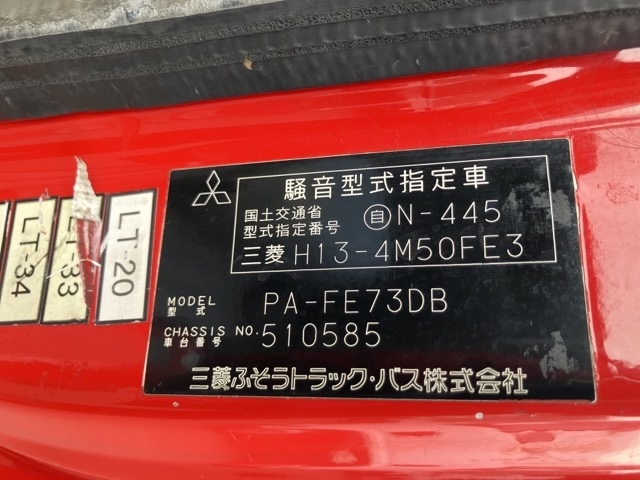 騒音型式指定車
国土交通省
型式指定番号 自 N-445
三菱 H13-4M50FE3
MODEL
型式 PA-FE73DB
CHASSIS NO.
車台番号 510585
三菱ふそうトラック・バス株式会社
LT-34
LT-33
LT-20